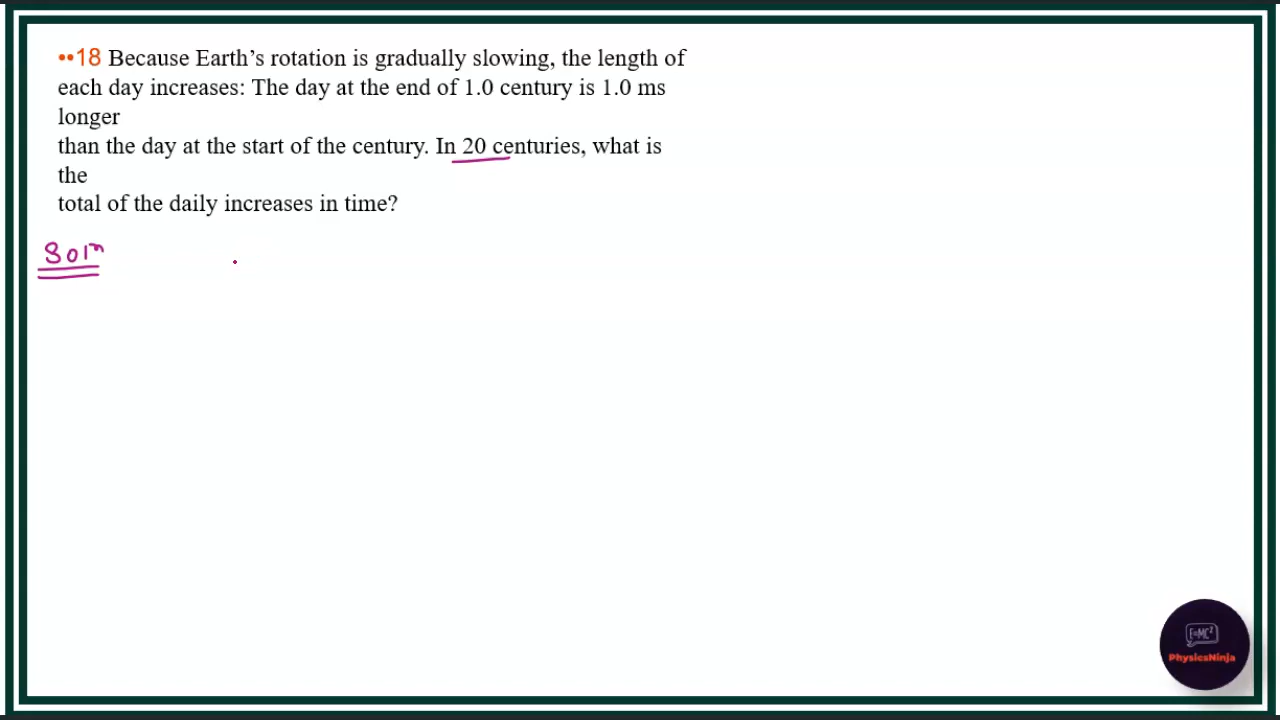 ••18 Because Earth’s rotation is gradually slowing, the length of
each day increases: The day at the end of 1.0 century is 1.0 ms
longer
than the day at the start of the century. In 20 centuries, what is
the
total of the daily increases in time?
Soln
E=MC²
PhysicsNinja